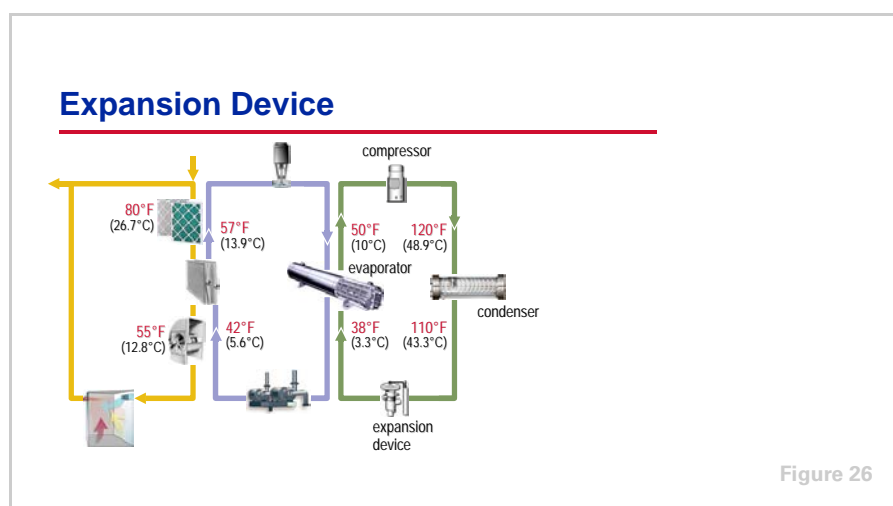 Expansion Device
compressor
80°F
(26.7°C)
57°F
(13.9°C)
50°F
(10°C)
120°F
(48.9°C)
evaporator
condenser
55°F
(12.8°C)
42°F
(5.6°C)
38°F
(3.3°C)
110°F
(43.3°C)
expansion
device
Figure 26